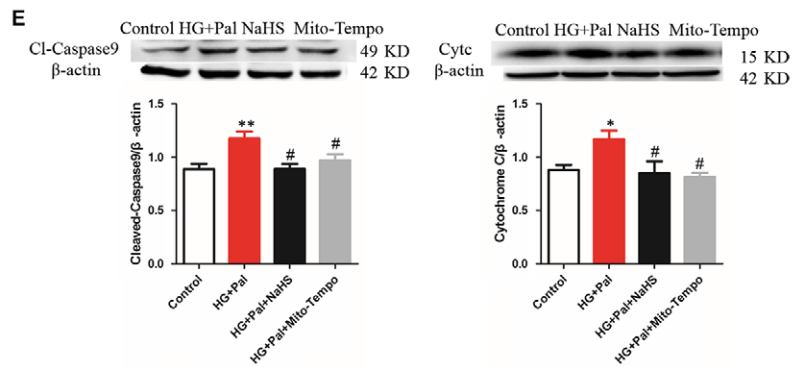 E
Control HG+Pal NaHS Mito-Tempo
Cl-Caspase9
49 KD
β-actin
42 KD
Cleaved-Caspase9/β -actin
1.5
1.0
0.5
0.0
**
#
#
Control
HG+Pal
HG+Pal+NaHS
HG+Pal+Mito-Tempo
Control HG+Pal NaHS Mito-Tempo
Cytc
15 KD
β-actin
42 KD
Cytochrome C/β -actin
1.5
1.0
0.5
0.0
*
#
#
Control
HG+Pal
HG+Pal+NaHS
HG+Pal+Mito-Tempo